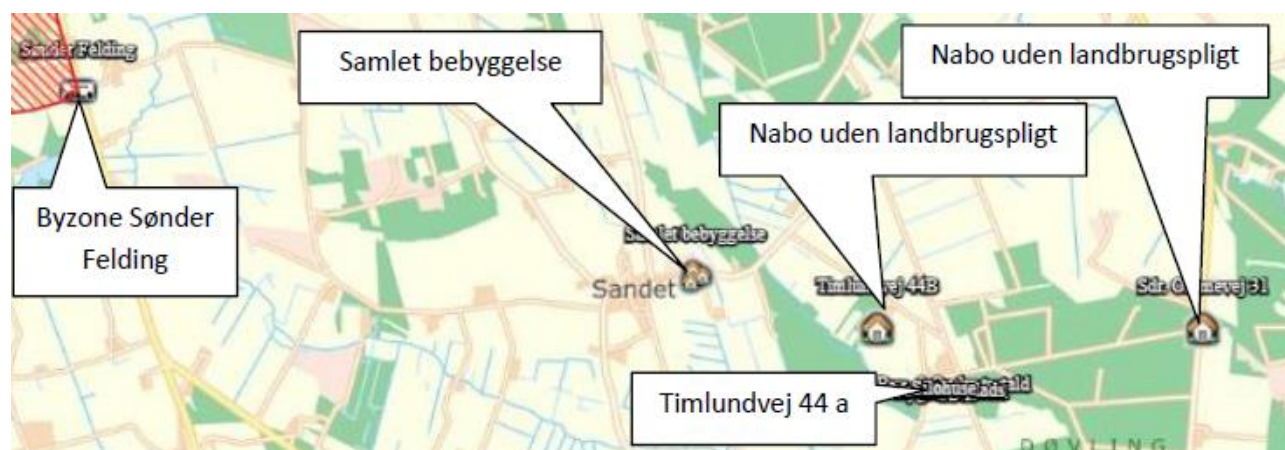 Sønder Felding
Samlet bebyggelse
Nabo uden landbrugspligt
Nabo uden landbrugspligt
Byzone Sønder
Felding
Samlet bebyggelse
Sandet
Timlundvej 44B
31
Timlundvej 44 a
DØVLING